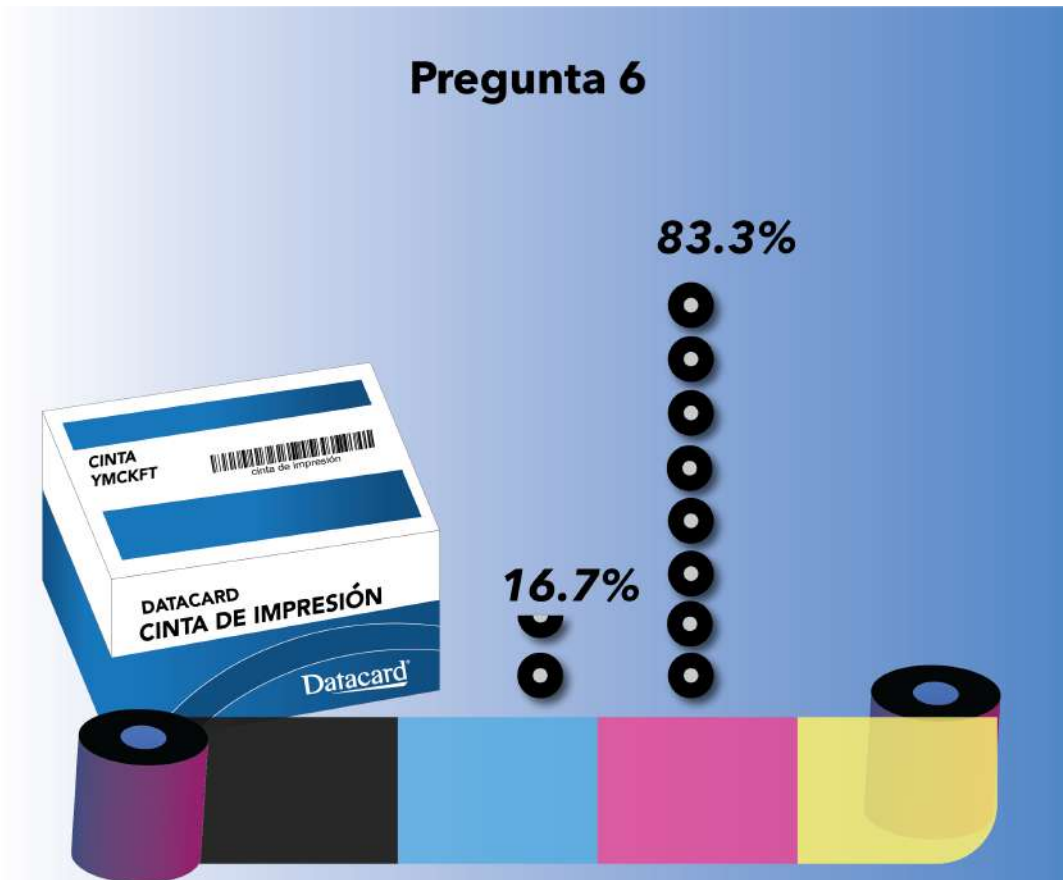 Pregunta 6
83.3%
16.7%
CINTA
YMCKFT
cinta de impresión
DATACARD
CINTA DE IMPRESIÓN
Datacard